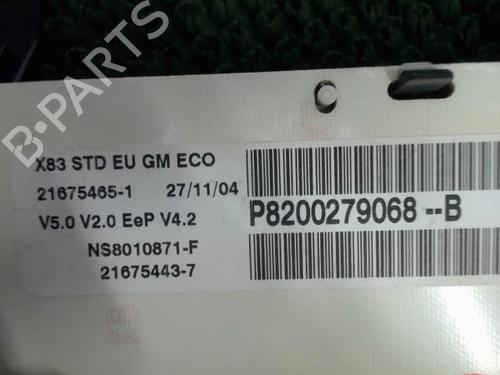 X83 STD EU GM ECO
21675465-1 27/11/04
V5.0 V2.0 EeP V4.2
NS8010871-F
21675443-7
P8200279068--B
B-PARTS